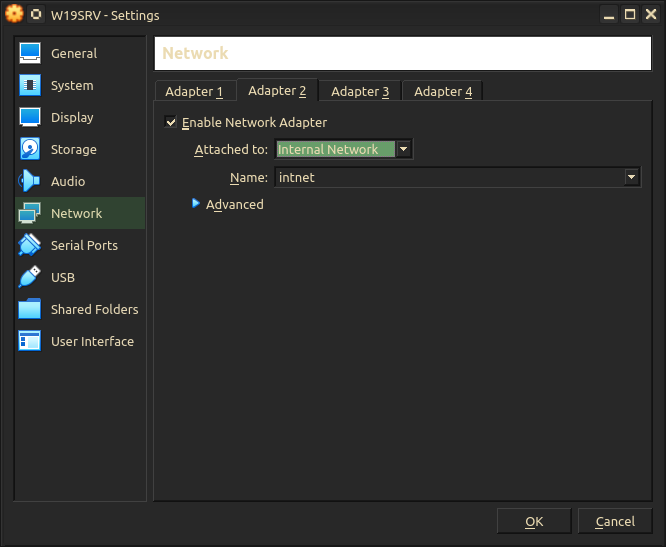 W19SRV - Settings
General
System
Display
Storage
Audio
Network
Serial Ports
USB
Shared Folders
User Interface
Network
Adapter 1 Adapter 2 Adapter 3 Adapter 4
Enable Network Adapter
Attached to: Internal Network
Name: intnet
Advanced
OK Cancel